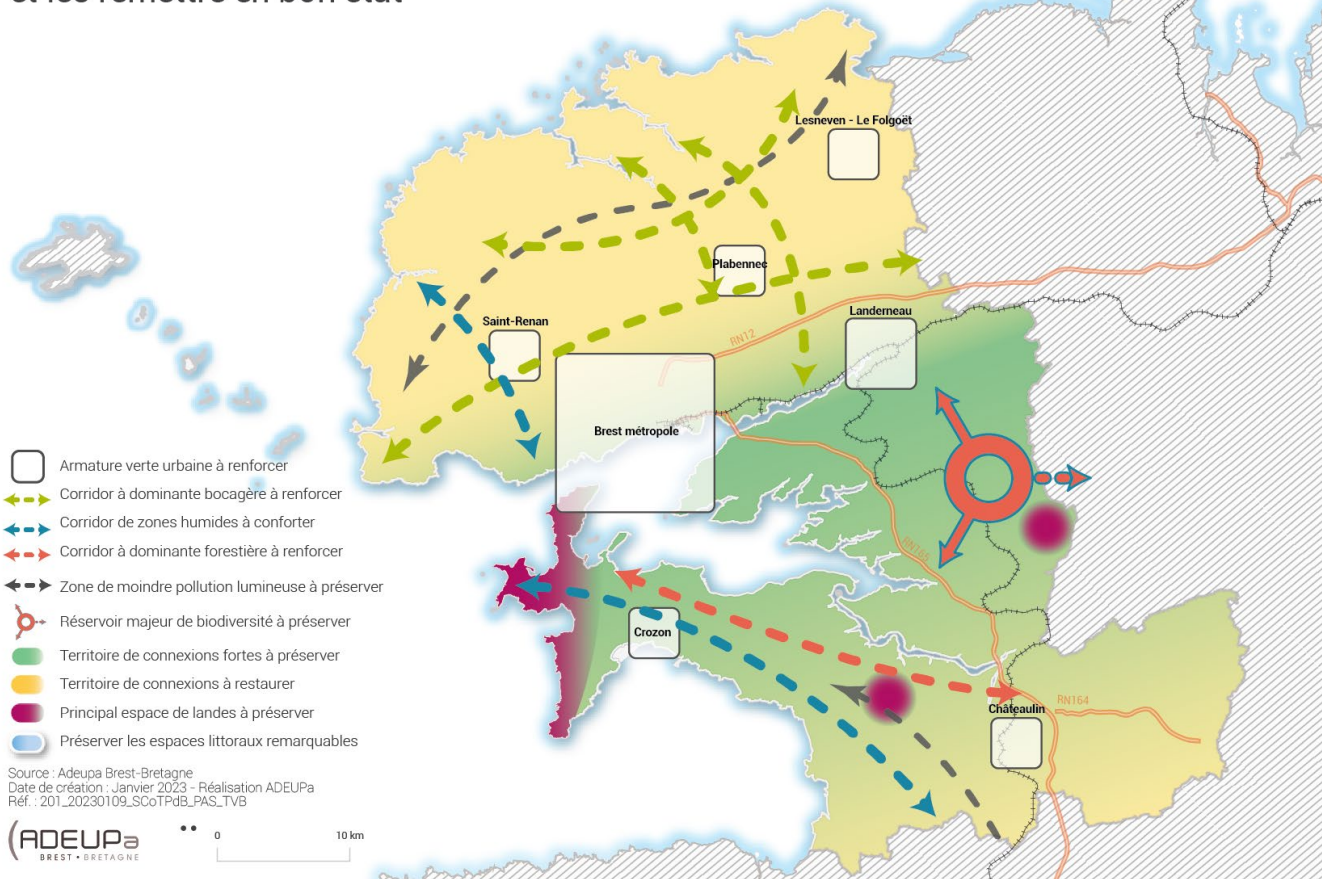 et les remettre en bon état
Lesneven - Le Folgoët
Plabennec
Saint-Renan
Landerneau
RN12
Brest métropole
RN165
Crozon
Châteaulin
RN164
Armature verte urbaine à renforcer
Corridor à dominante bocagère à renforcer
Corridor de zones humides à conforter
Corridor à dominante forestière à renforcer
Zone de moindre pollution lumineuse à préserver
Réservoir majeur de biodiversité à préserver
Territoire de connexions fortes à préserver
Territoire de connexions à restaurer
Principal espace de landes à préserver
Préserver les espaces littoraux remarquables
Source : Adeupa Brest-Bretagne
Date de création : Janvier 2023 - Réalisation ADEUPa
Réf. : 201_20230109_SCoTPdB_PAS_TVB
ADEUPa
BREST • BRETAGNE
0 10 km